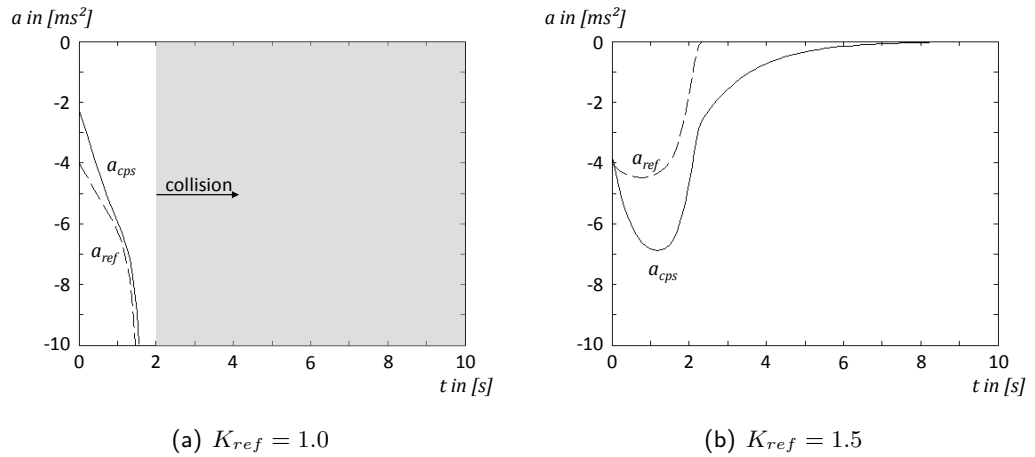 a in [ms²]
0
-2
-4
-6
-8
-10
a_cps
a_ref
collision
0 2 4 6 8 10
t in [s]
(a) K_ref = 1.0
a in [ms²]
0
-2
-4
-6
-8
-10
a_ref
a_cps
0 2 4 6 8 10
t in [s]
(b) K_ref = 1.5